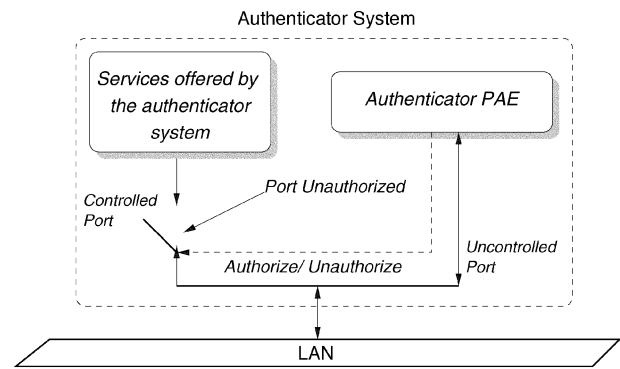 Authenticator System
Services offered by
the authenticator
system
Authenticator PAE
Port Unauthorized
Controlled
Port
Uncontrolled
Port
Authorize/ Unauthorize
LAN